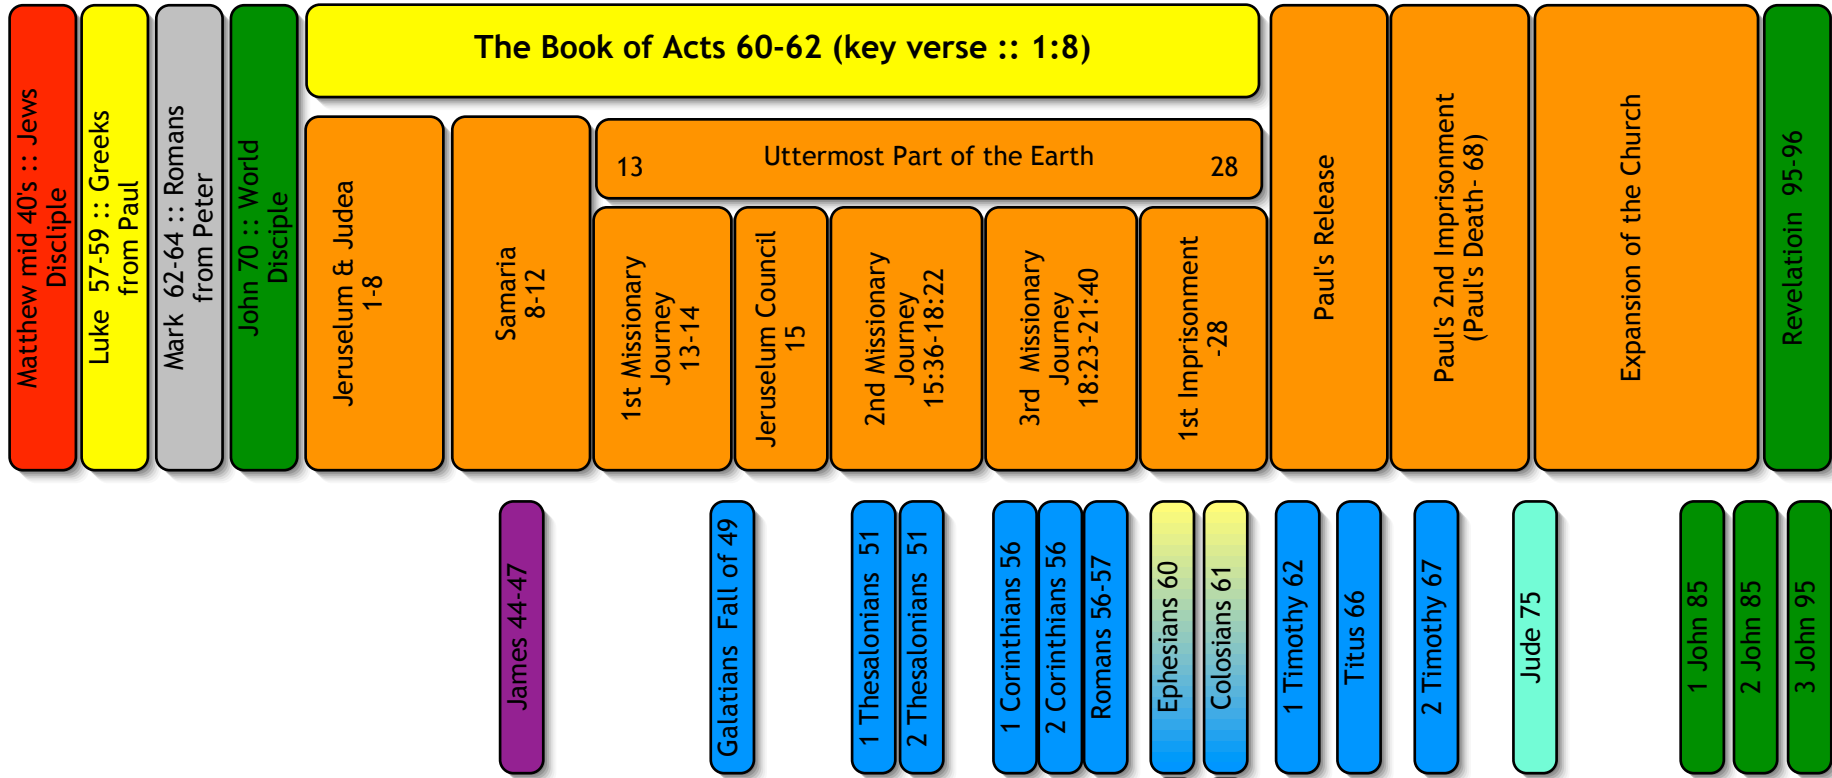 Matthew mid 40's :: Jews
Discliple
Luke 57-59 :: Greeks
from Paul
Mark 62-64 :: Romans
from Peter
John 70 :: World
Disciple
The Book of Acts 60-62 (key verse :: 1:8)
Jeruselum & Judea
1-8
Samaria
8-12
13 Uttermost Part of the Earth 28
1st Missionary
Journey
13-14
Jeruselum Council
15
2nd Missionary
Journey
15:36-18:22
3rd Missionary
Journey
18:23-21:40
1st Imprisonment
-28
Paul's Release
Paul's 2nd Imprisonment
(Paul's Death- 68)
Expansion of the Church
Revelatioin 95-96
James 44-47
Galatians Fall of 49
1 Thesalonians 51
2 Thesalonians 51
1 Corinthians 56
2 Corinthians 56
Romans 56-57
Ephesians 60
Colosians 61
1 Timothy 62
Titus 66
2 Timothy 67
Jude 75
1 John 85
2 John 85
3 John 95